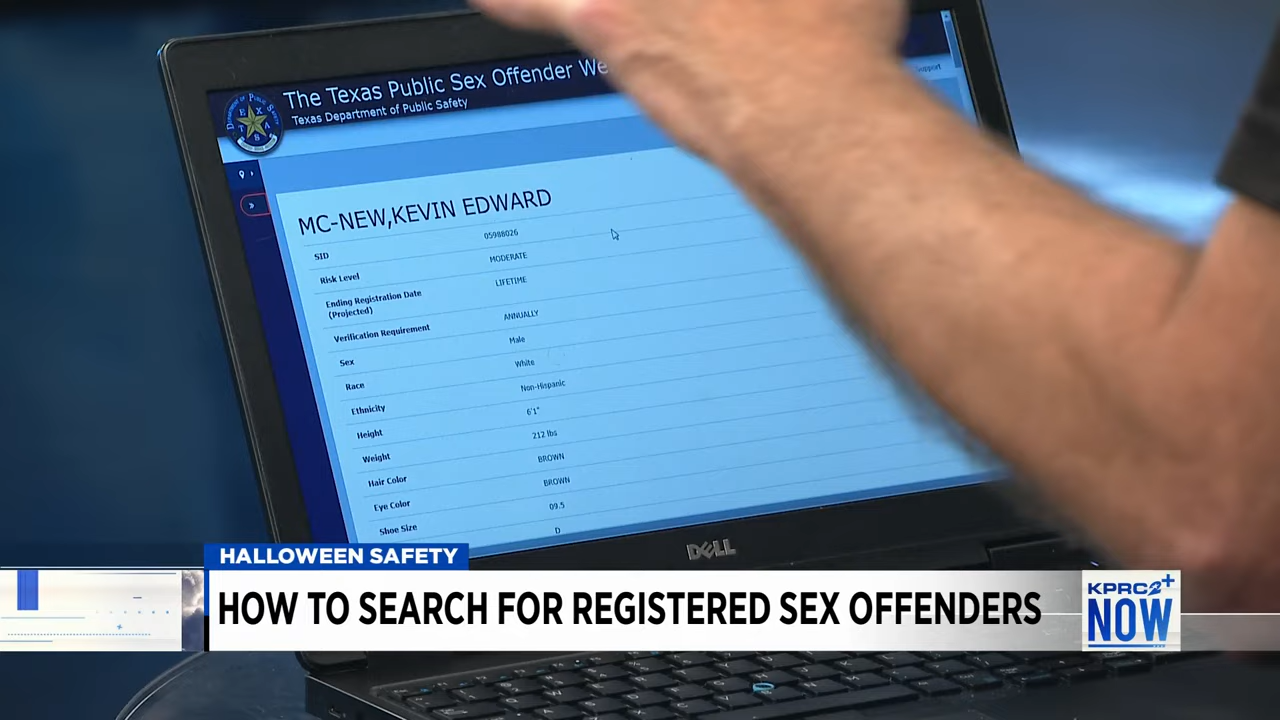 The Texas Public Sex Offender We
Texas Department of Public Safety
Support
MC-NEW,KEVIN EDWARD
SID 05988026
Risk Level MODERATE
Ending Registration Date (Projected) LIFETIME
Verification Requirement ANNUALLY
Sex Male
Race White
Ethnicity Non-Hispanic
Height 6'1"
Weight 212 lbs
Hair Color BROWN
Eye Color BROWN
Shoe Size 09.5
D
DELL
HALLOWEEN SAFETY
HOW TO SEARCH FOR REGISTERED SEX OFFENDERS
KPRC2+
NOW